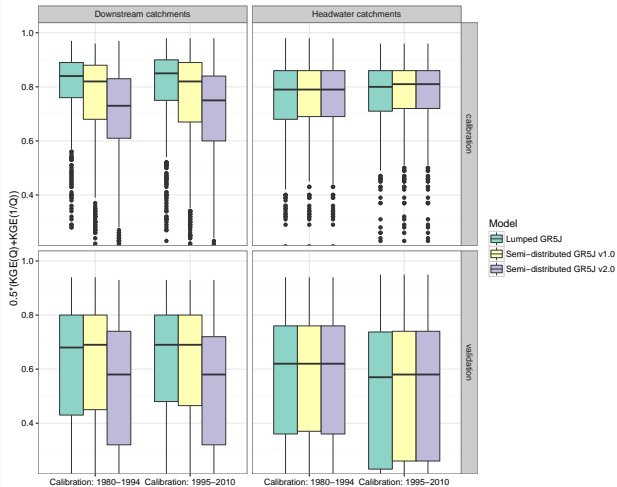 Downstream catchments
Headwater catchments
1.0
0.8
0.6
0.4
calibration
1.0
0.8
0.6
0.4
validation
0.5*(KGE(Q)+KGE(1/Q))
Calibration: 1980−1994
Calibration: 1995−2010
Calibration: 1980−1994
Calibration: 1995−2010
Model
Lumped GR5J
Semi−distributed GR5J v1.0
Semi−distributed GR5J v2.0